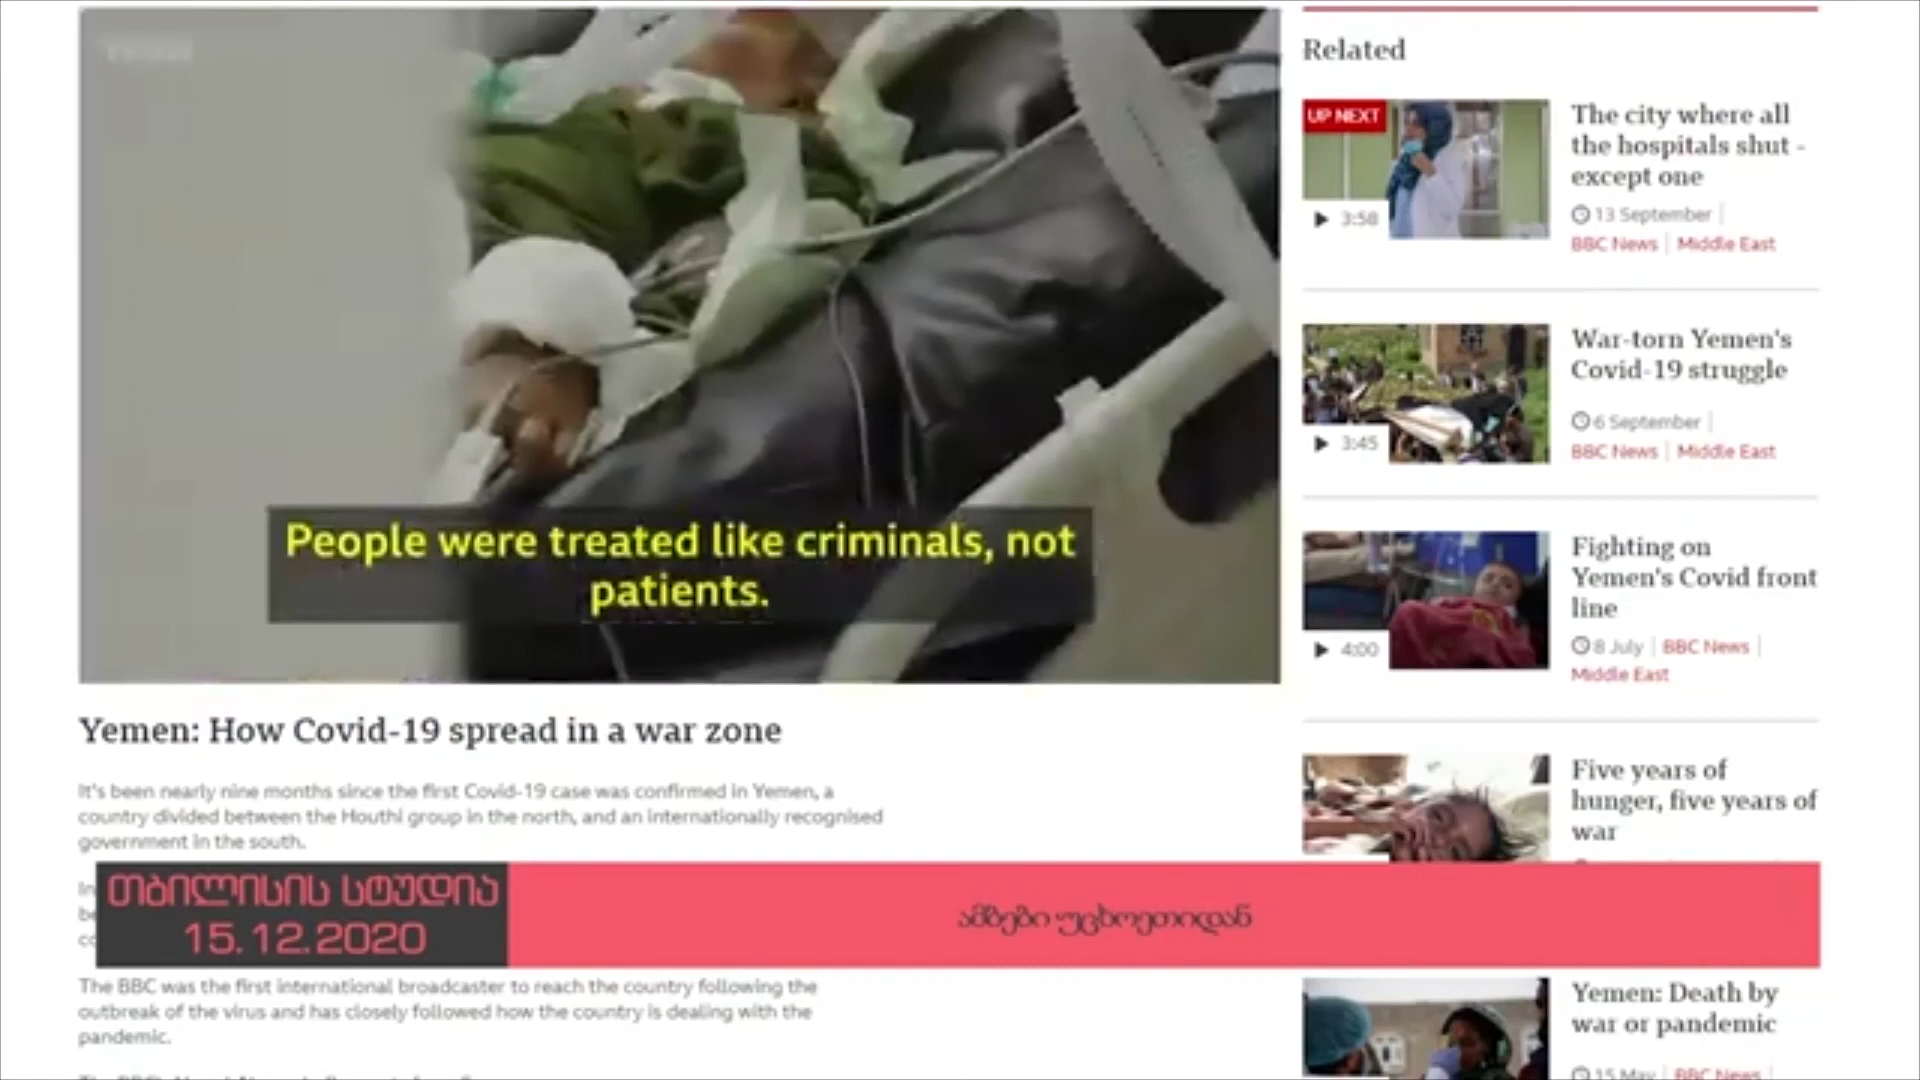 People were treated like criminals, not
patients.
Yemen: How Covid-19 spread in a war zone
It's been nearly nine months since the first Covid-19 case was confirmed in Yemen, a
country divided between the Houthi group in the north, and an internationally recognised
government in the south.
In
be
co
თბილისის სტუდია
15.12.2020
ამბები უცხოეთიდან
The BBC was the first international broadcaster to reach the country following the
outbreak of the virus and has closely followed how the country is dealing with the
pandemic.
Related
UP NEXT
3:58
The city where all
the hospitals shut -
except one
13 September
BBC News | Middle East
3:45
War-torn Yemen's
Covid-19 struggle
6 September
BBC News | Middle East
4:00
Fighting on
Yemen's Covid front
line
8 July | BBC News
Middle East
Five years of
hunger, five years of
war
Yemen: Death by
war or pandemic
15 May | BBC News